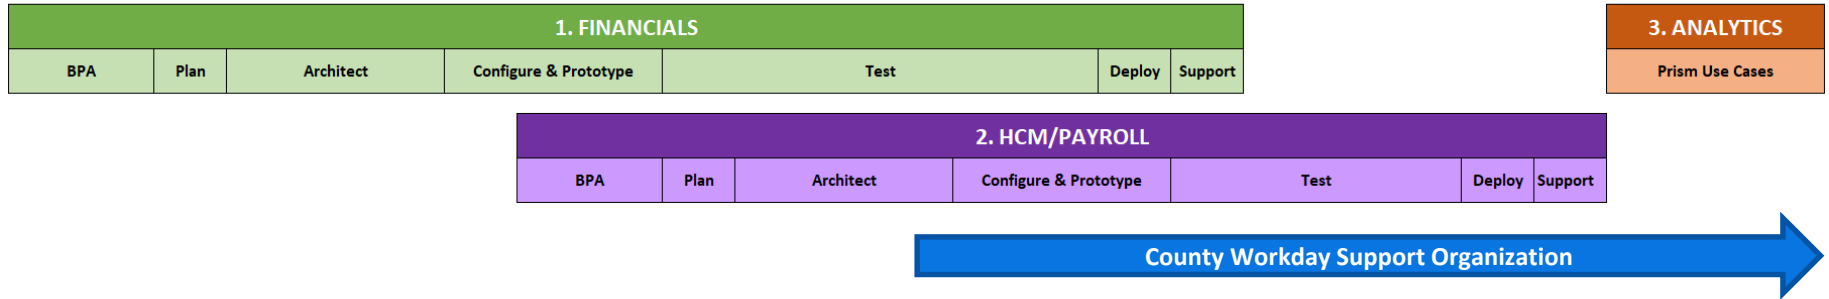 1. FINANCIALS
BPA Plan Architect Configure & Prototype Test Deploy Support
3. ANALYTICS
Prism Use Cases
2. HCM/PAYROLL
BPA Plan Architect Configure & Prototype Test Deploy Support
County Workday Support Organization